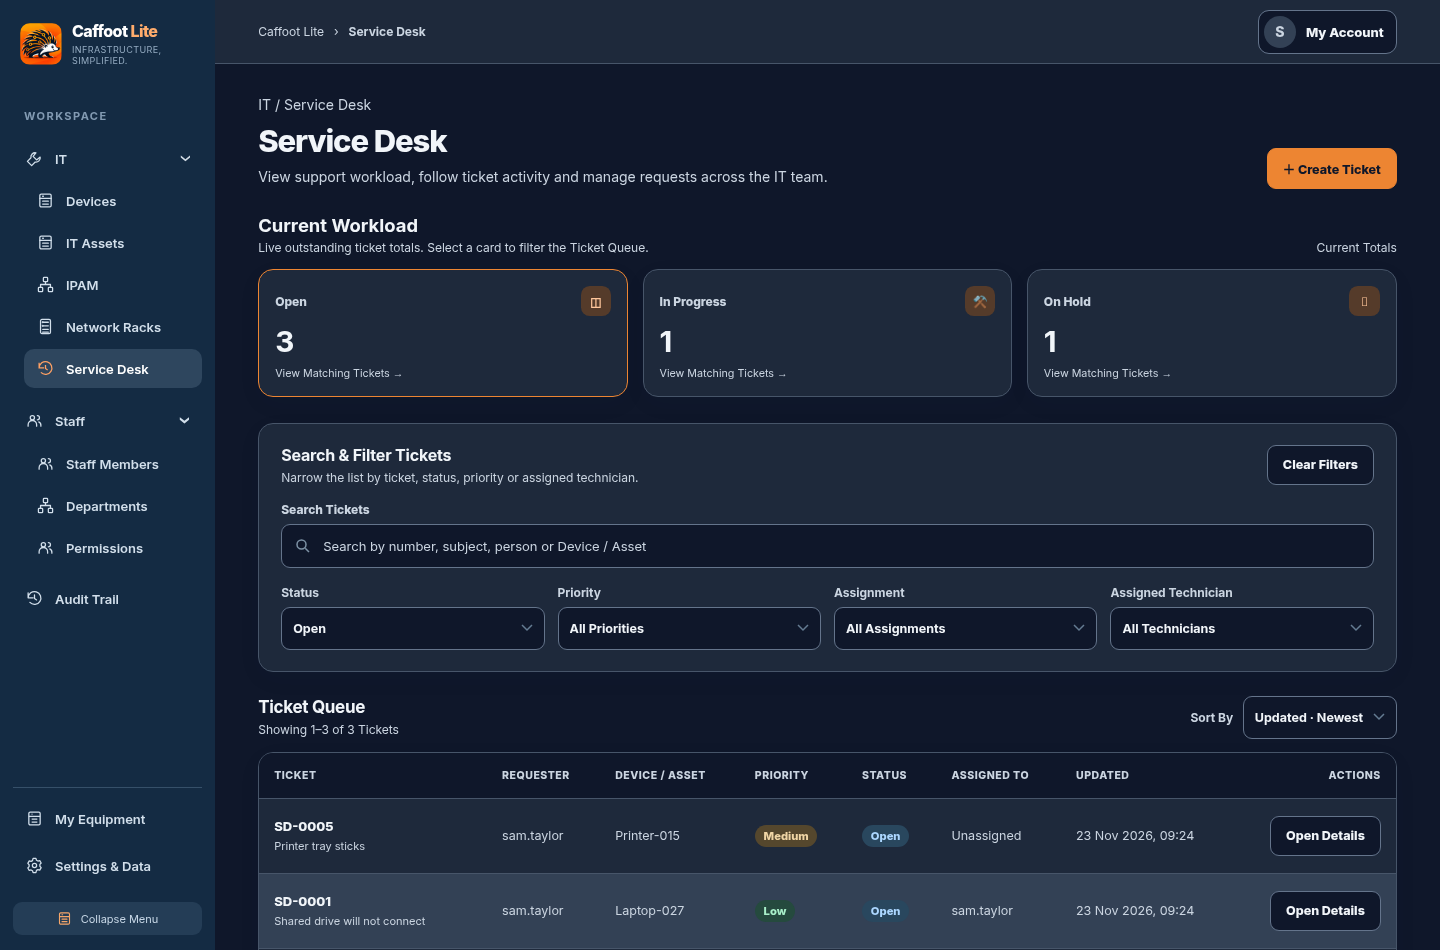 Caffoot Lite
INFRASTRUCTURE,
SIMPLIFIED.
WORKSPACE
IT
Devices
IT Assets
IPAM
Network Racks
Service Desk
Staff
Staff Members
Departments
Permissions
Audit Trail
My Equipment
Settings & Data
Collapse Menu
Caffoot Lite › Service Desk
S My Account
IT / Service Desk
Service Desk
View support workload, follow ticket activity and manage requests across the IT team.
+ Create Ticket
Current Workload
Live outstanding ticket totals. Select a card to filter the Ticket Queue.
Current Totals
Open
3
View Matching Tickets →
In Progress
1
View Matching Tickets →
On Hold
1
View Matching Tickets →
Search & Filter Tickets
Narrow the list by ticket, status, priority or assigned technician.
Clear Filters
Search Tickets
Search by number, subject, person or Device / Asset
Status Priority Assignment Assigned Technician
Open All Priorities All Assignments All Technicians
Ticket Queue
Showing 1–3 of 3 Tickets
Sort By Updated · Newest
TICKET REQUESTER DEVICE / ASSET PRIORITY STATUS ASSIGNED TO UPDATED ACTIONS
SD-0005
Printer tray sticks
sam.taylor Printer-015 Medium Open Unassigned 23 Nov 2026, 09:24 Open Details
SD-0001
Shared drive will not connect
sam.taylor Laptop-027 Low Open sam.taylor 23 Nov 2026, 09:24 Open Details